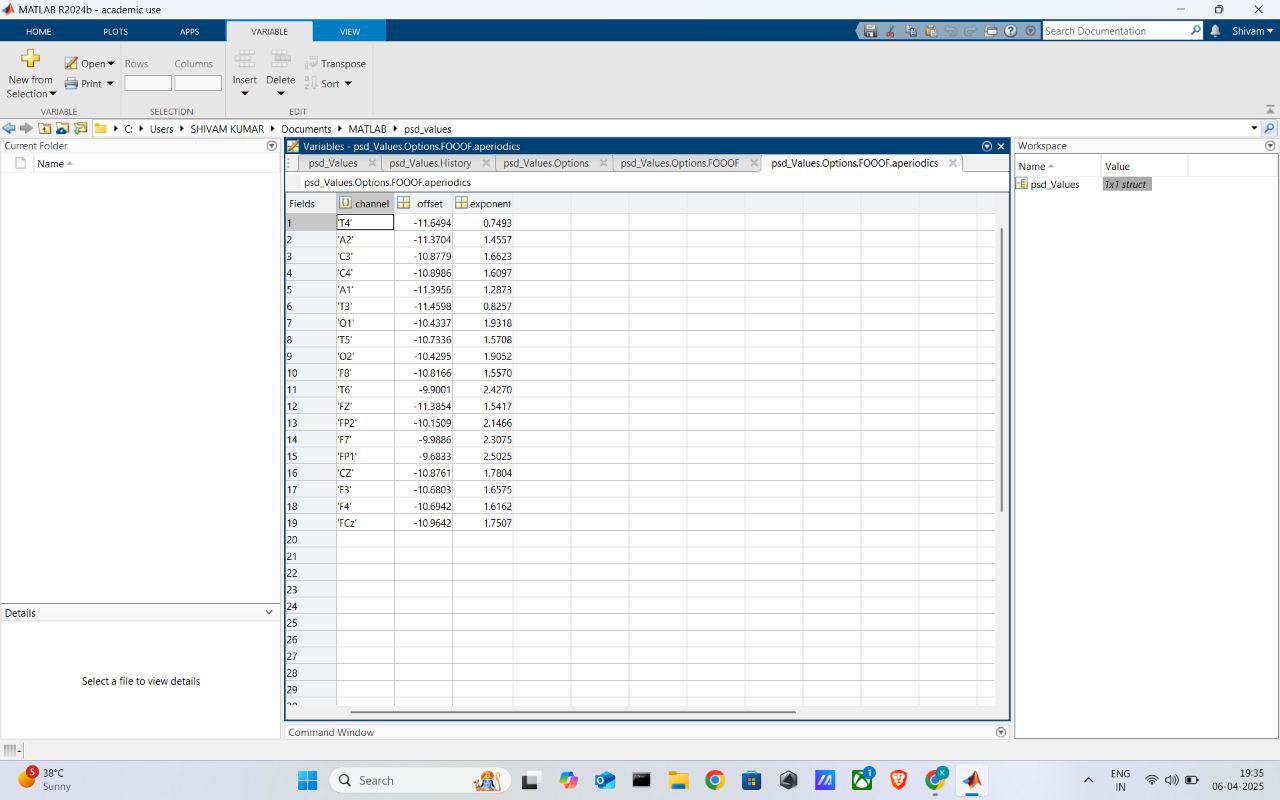 MATLAB R2024b - academic use
HOME PLOTS APPS VARIABLE VIEW
Search Documentation Shivam
New from Selection
Open
Print
Rows Columns
Insert Delete
Transpose
Sort
VARIABLE SELECTION EDIT
C: Users SHIVAM KUMAR Documents MATLAB psd_values
Current Folder
Name
Variables - psd_Values.Options.FOOOF.aperiodics
psd_Values psd_Values.History psd_Values.Options psd_Values.Options.FOOOF psd_Values.Options.FOOOF.aperiodics
psd_Values.Options.FOOOF.aperiodics
Fields channel offset exponent
1 'T4' -11.6494 0.7493
2 'A2' -11.3704 1.4557
3 'C3' -10.8779 1.6623
4 'C4' -10.8986 1.6097
5 'A1' -11.3956 1.2873
6 'T3' -11.4598 0.8257
7 'O1' -10.4337 1.9318
8 'T5' -10.7336 1.5708
9 'O2' -10.4295 1.9052
10 'F8' -10.8166 1.5570
11 'T6' -9.9001 2.4270
12 'FZ' -11.3854 1.5417
13 'FP2' -10.1509 2.1466
14 'F7' -9.9886 2.3075
15 'FP1' -9.6833 2.5025
16 'CZ' -10.8761 1.7804
17 'F3' -10.6803 1.6575
18 'F4' -10.6942 1.6162
19 'FCz' -10.9642 1.7507
20
21
22
23
24
25
26
27
28
29
Workspace
Name Value
psd_Values 1x1 struct
Details
Select a file to view details
Command Window
5
38°C
Sunny
Search
1
K
ENG
IN
19:35
06-04-2025